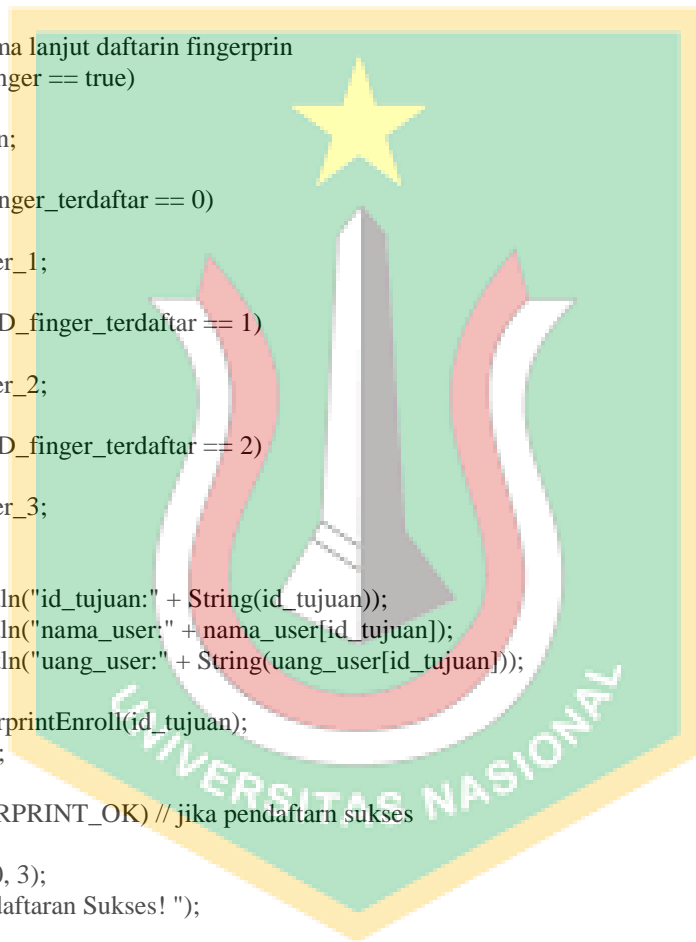 ma lanjut daftarin fingerprin
nger == true)
n;
nger_terdaftar == 0)
er_1;
D_finger_terdaftar == 1)
er_2;
D_finger_terdaftar == 2)
er_3;
ln("id_tujuan:" + String(id_tujuan));
ln("nama_user:" + nama_user[id_tujuan]);
ln("uang_user:" + String(uang_user[id_tujuan]));
rprintEnroll(id_tujuan);
;
RPRINT_OK) // jika pendaftarn sukses
0, 3);
daftaran Sukses! ");
UNIVERSITAS NASIONAL